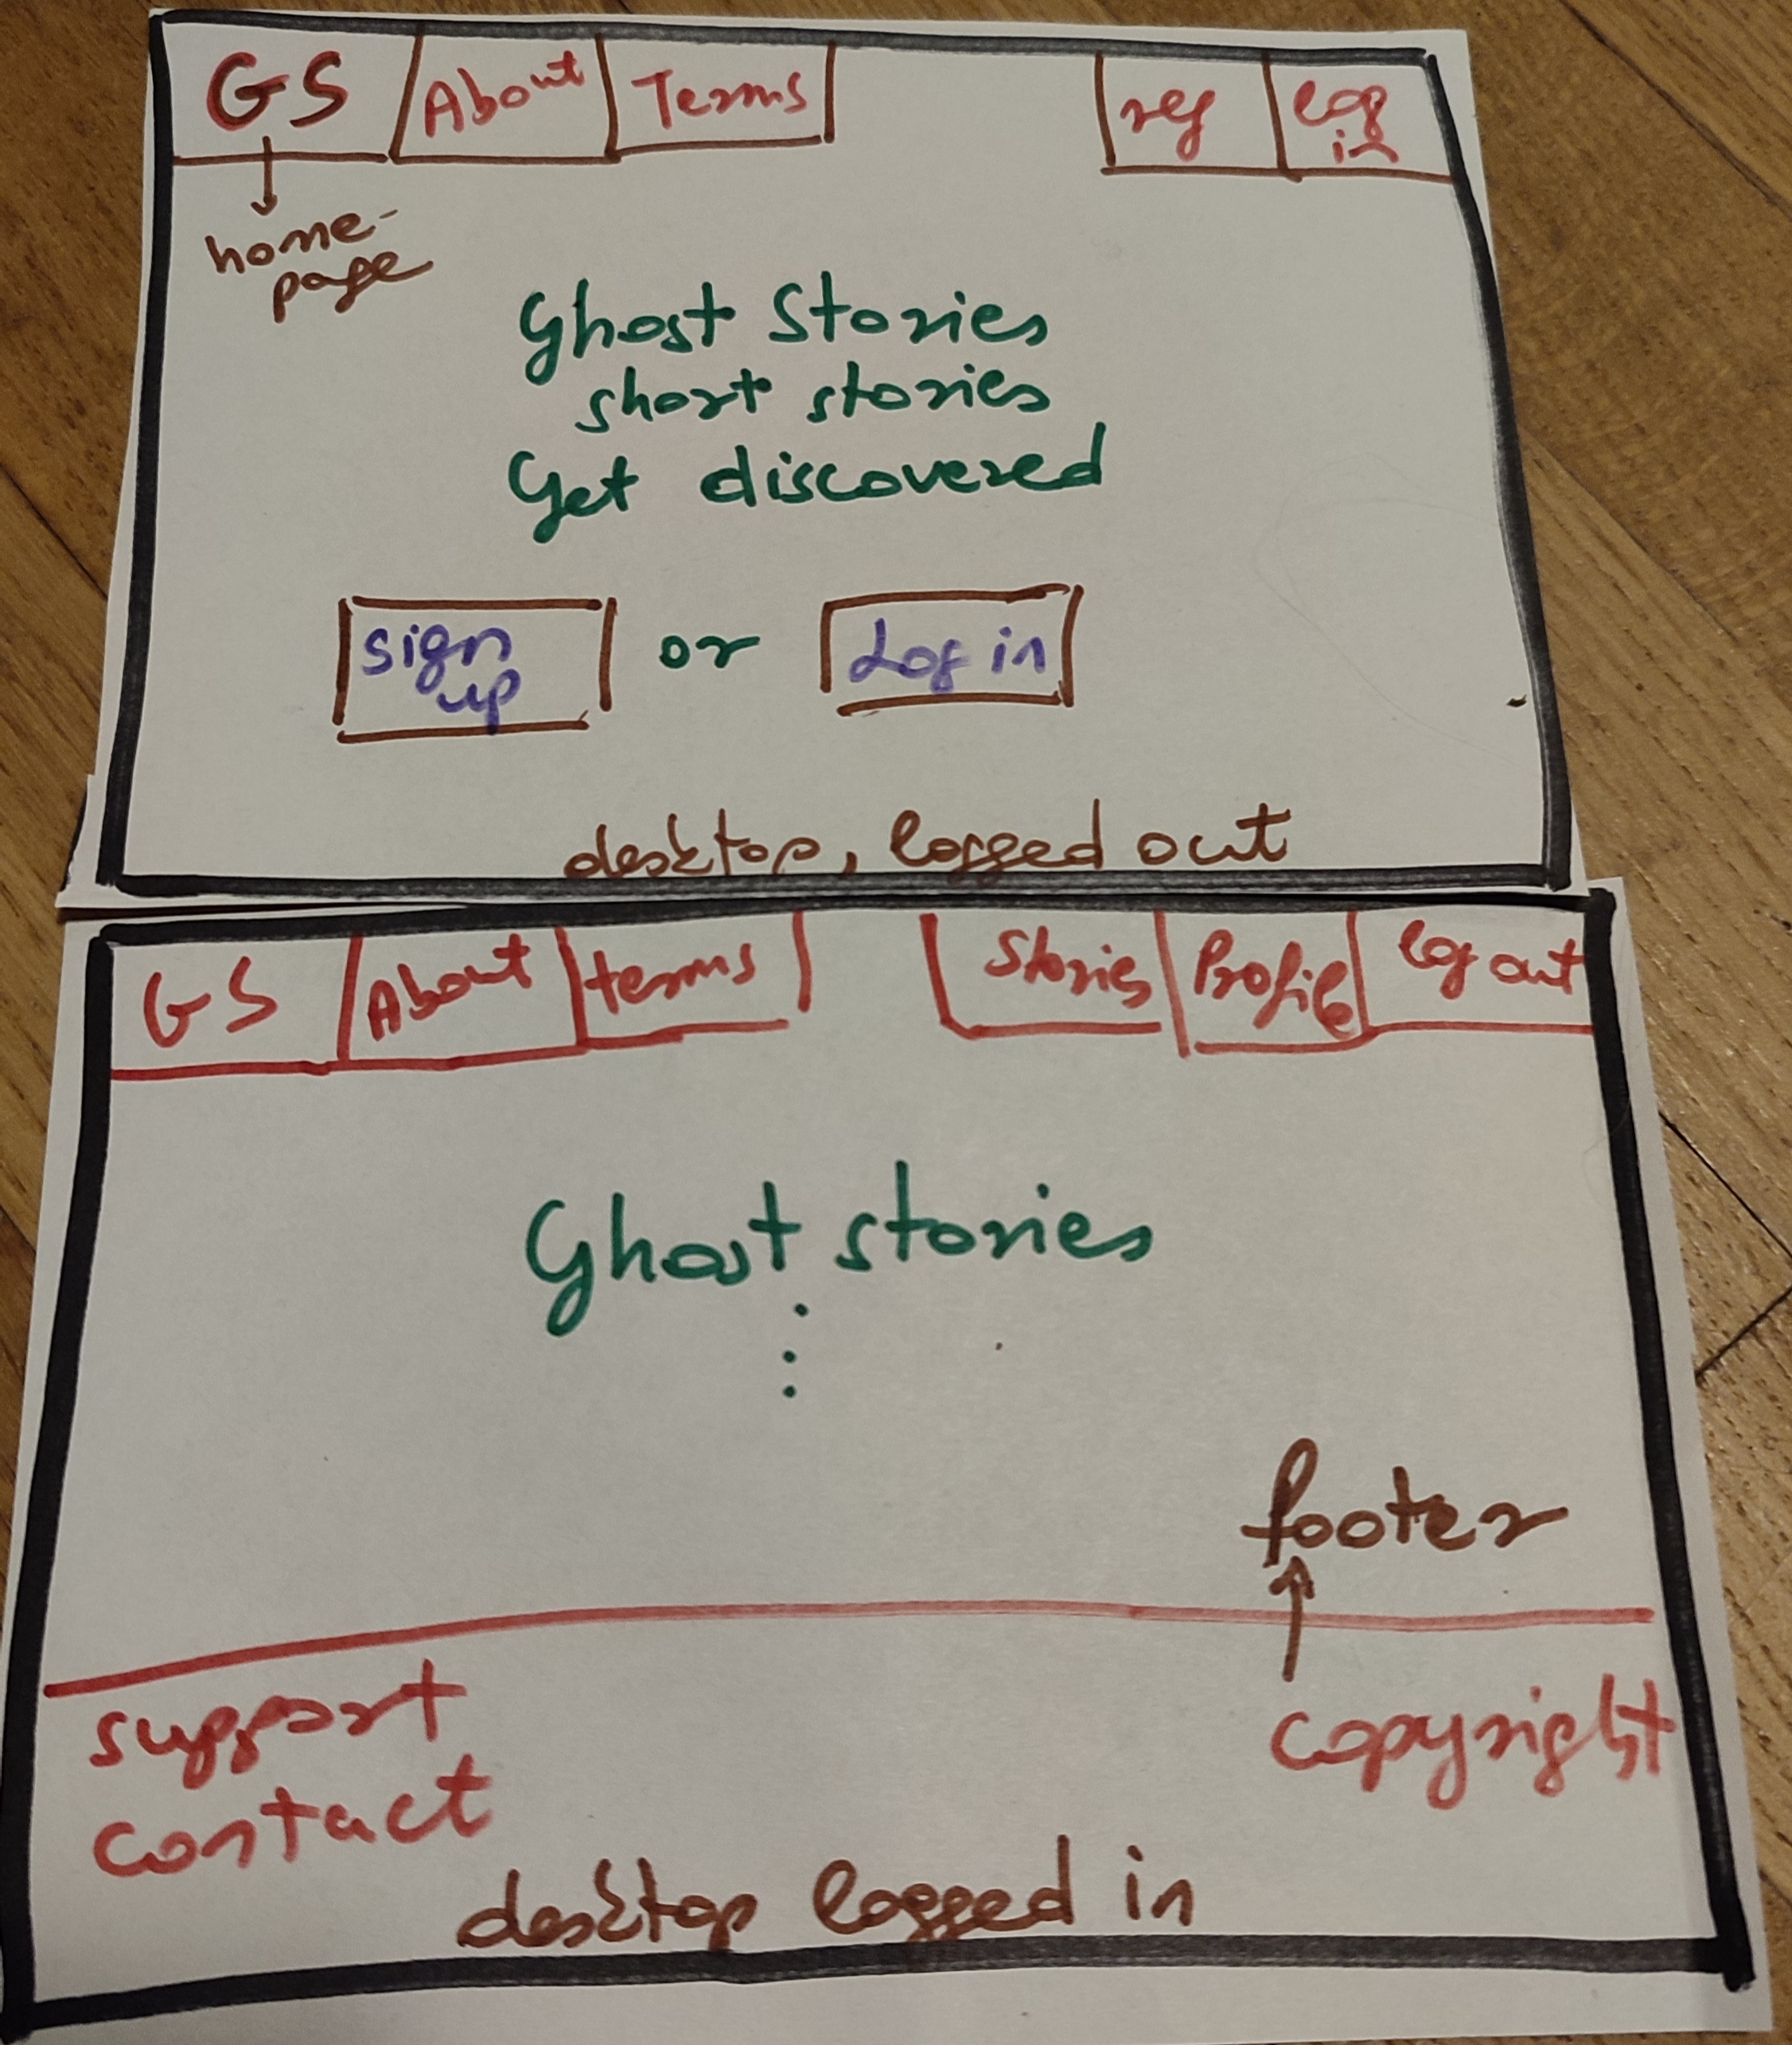 GS About Terms reg log in
home-
page
Ghost Stories
short stories
Get discovered
sign up or Log in
desktop, logged out
GS About terms Stories Profile log out
Ghost stories
footer
support copyright
contact
desktop logged in